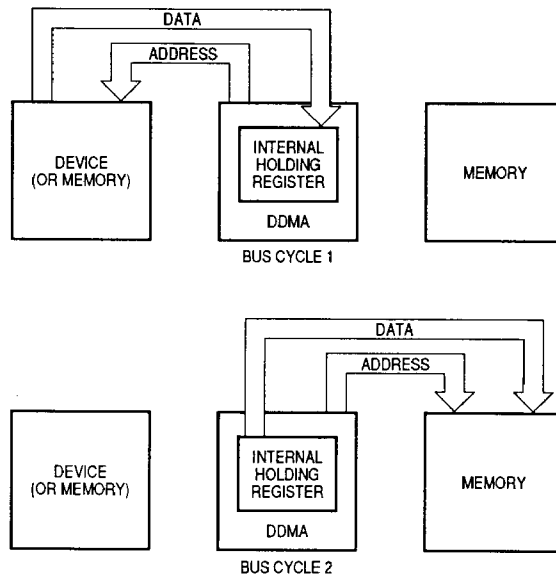 DATA
ADDRESS
DEVICE
(OR MEMORY)
INTERNAL
HOLDING
REGISTER
DDMA
MEMORY
BUS CYCLE 1
DATA
ADDRESS
DEVICE
(OR MEMORY)
INTERNAL
HOLDING
REGISTER
DDMA
MEMORY
BUS CYCLE 2